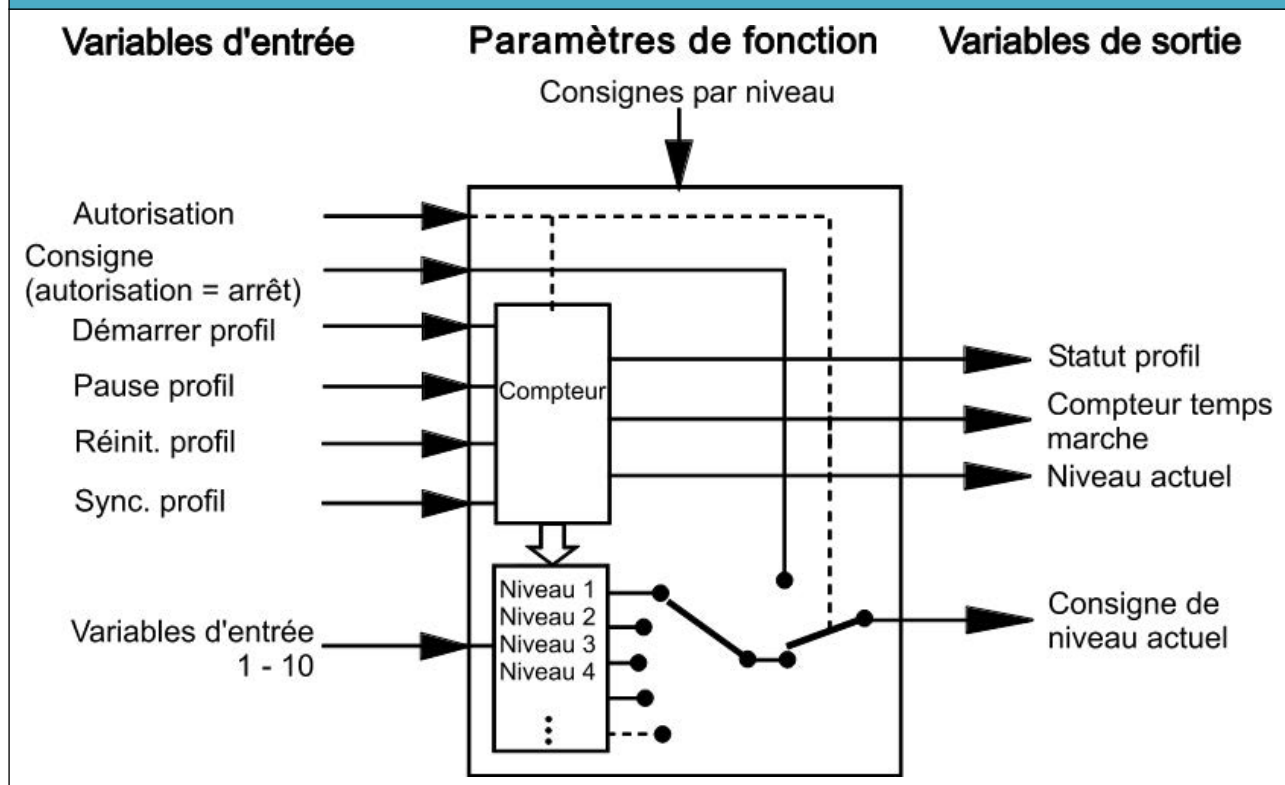 Variables d'entrée
Paramètres de fonction
Variables de sortie
Consignes par niveau
Autorisation
Consigne
(autorisation = arrêt)
Démarrer profil
Pause profil
Réinit. profil
Sync. profil
Variables d'entrée
1 - 10
Compteur
Niveau 1
Niveau 2
Niveau 3
Niveau 4
Statut profil
Compteur temps
marche
Niveau actuel
Consigne de
niveau actuel